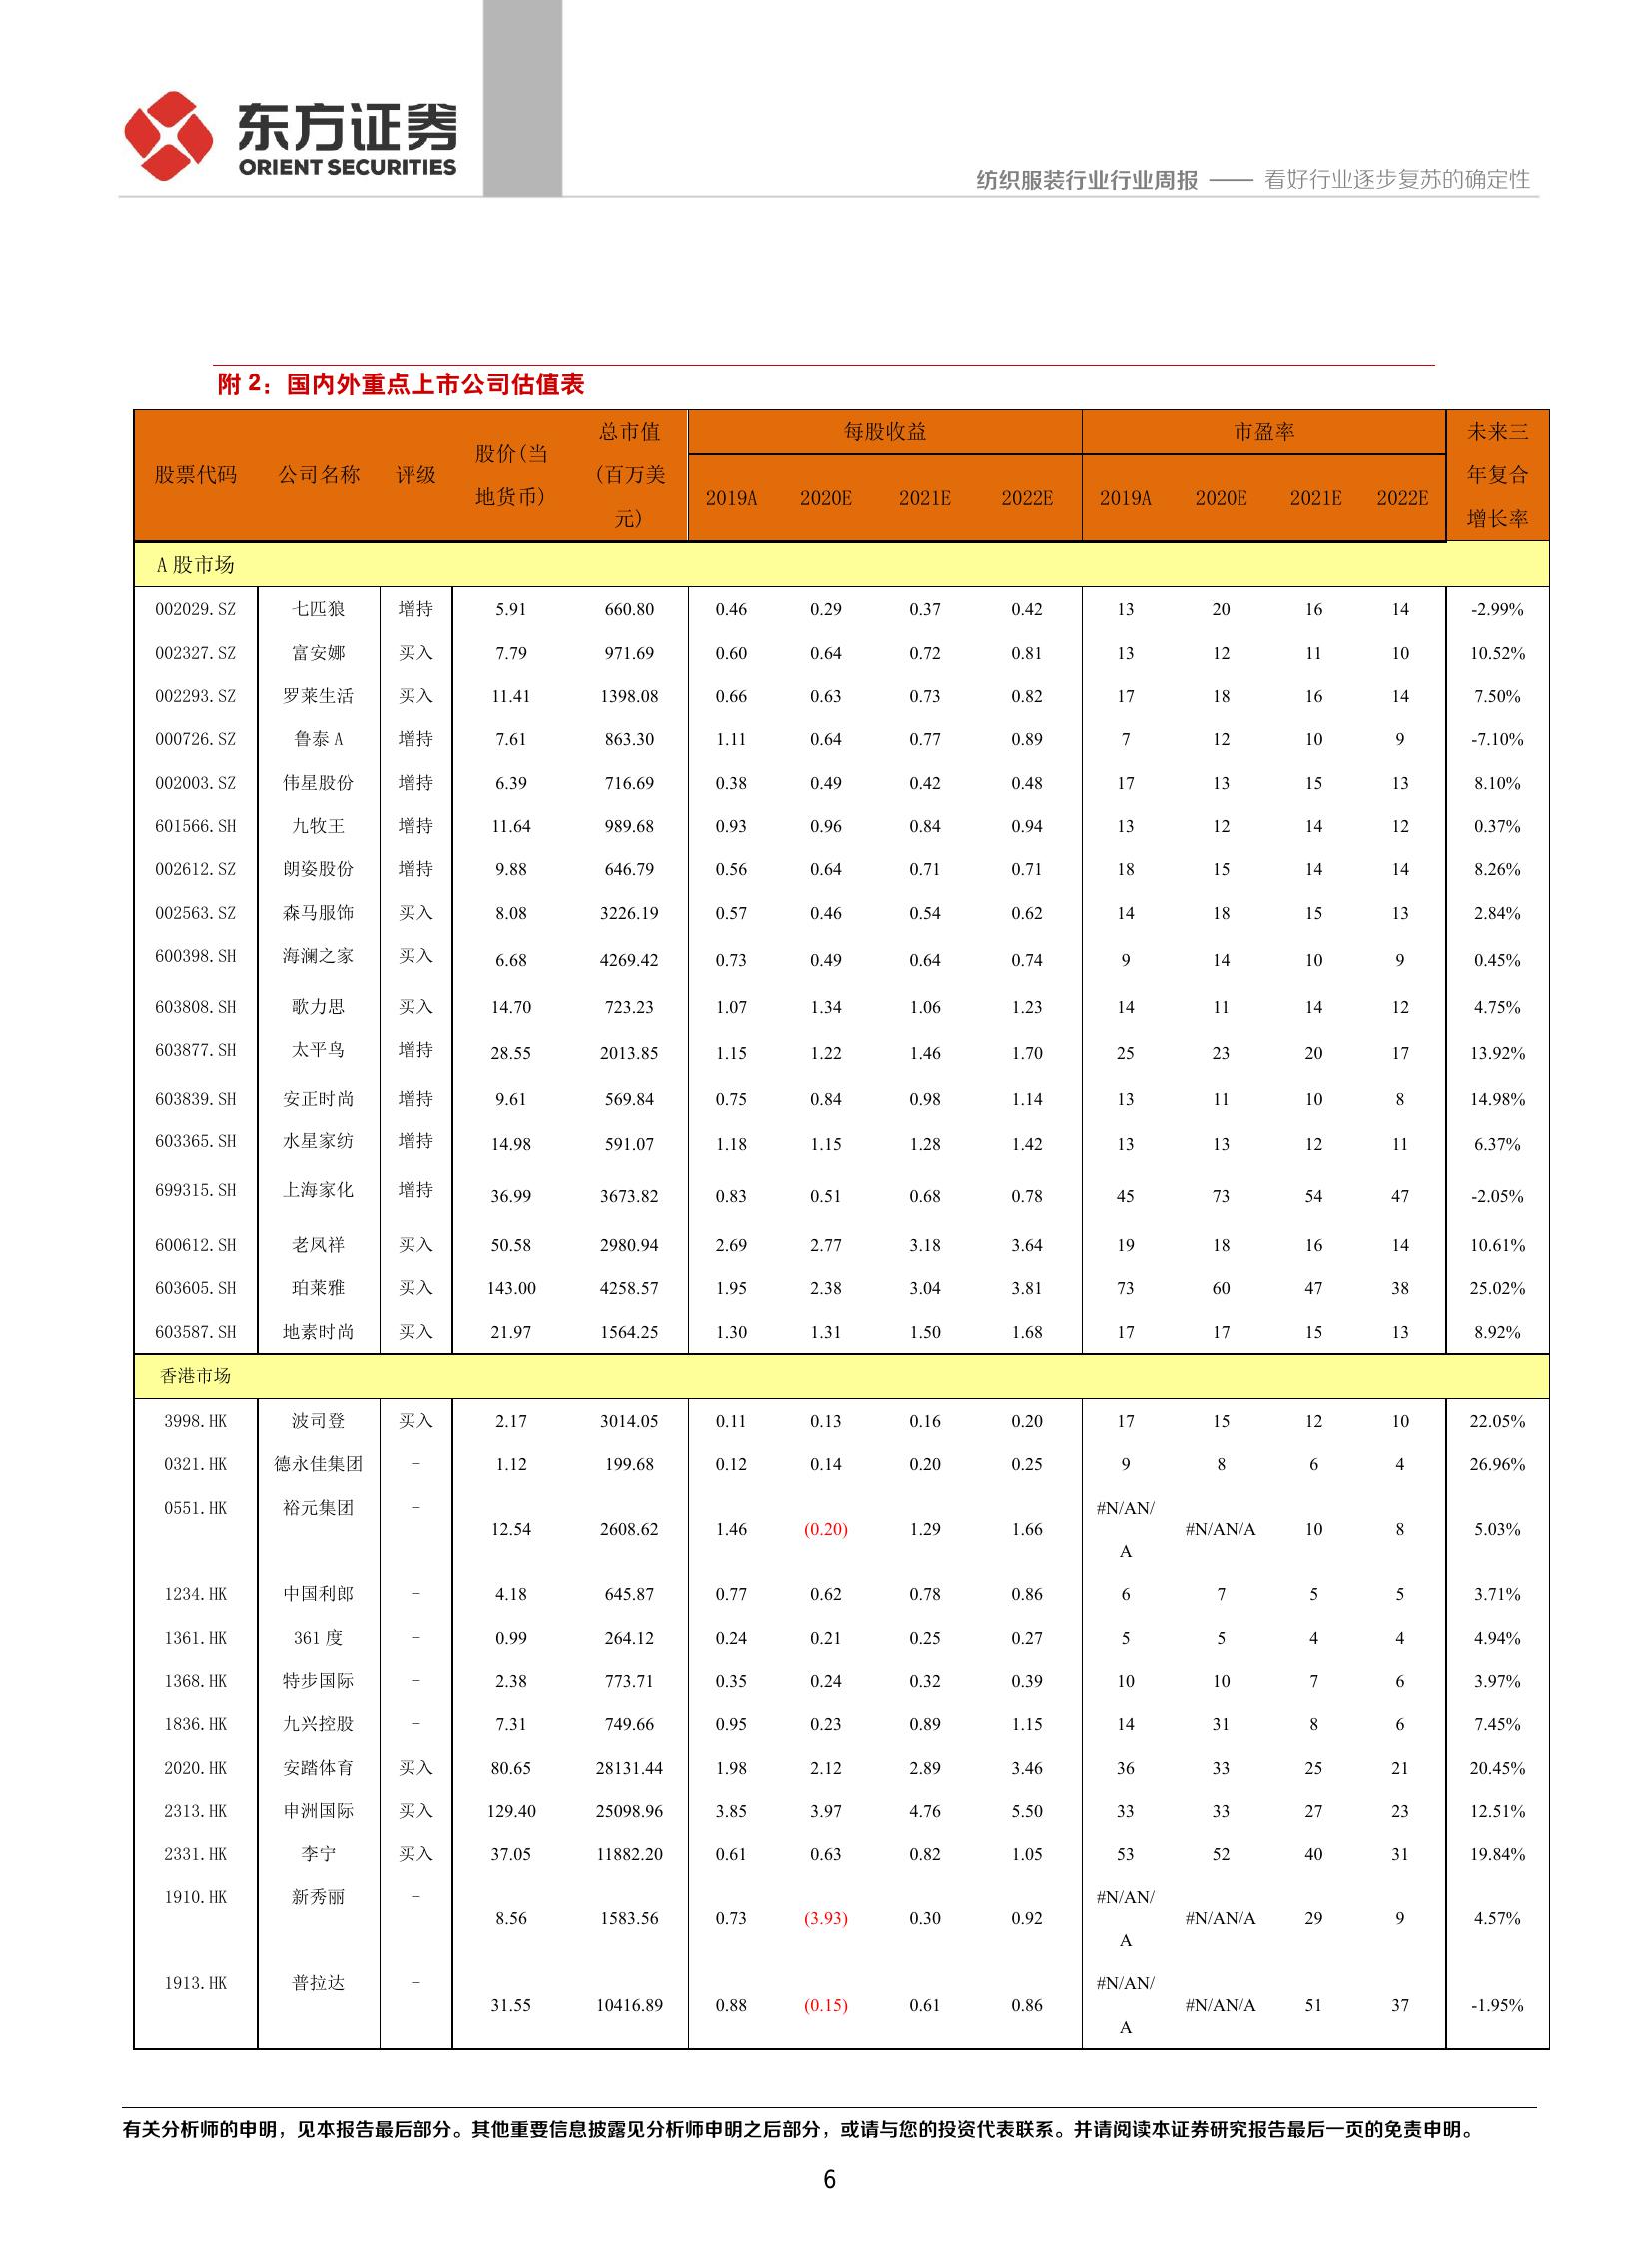 东方证券
ORIENT SECURITIES
纺织服装行业行业周报 —— 看好行业逐步复苏的确定性
附 2：国内外重点上市公司估值表
股票代码 公司名称 评级 股价(当地货币) 总市值(百万美元) 每股收益 市盈率 未来三年复合增长率
2019A 2020E 2021E 2022E 2019A 2020E 2021E 2022E
A 股市场
002029.SZ 七匹狼 增持 5.91 660.80 0.46 0.29 0.37 0.42 13 20 16 14 -2.99%
002327.SZ 富安娜 买入 7.79 971.69 0.60 0.64 0.72 0.81 13 12 11 10 10.52%
002293.SZ 罗莱生活 买入 11.41 1398.08 0.66 0.63 0.73 0.82 17 18 16 14 7.50%
000726.SZ 鲁泰 A 增持 7.61 863.30 1.11 0.64 0.77 0.89 7 12 10 9 -7.10%
002003.SZ 伟星股份 增持 6.39 716.69 0.38 0.49 0.42 0.48 17 13 15 13 8.10%
601566.SH 九牧王 增持 11.64 989.68 0.93 0.96 0.84 0.94 13 12 14 12 0.37%
002612.SZ 朗姿股份 增持 9.88 646.79 0.56 0.64 0.71 0.71 18 15 14 14 8.26%
002563.SZ 森马服饰 买入 8.08 3226.19 0.57 0.46 0.54 0.62 14 18 15 13 2.84%
600398.SH 海澜之家 买入 6.68 4269.42 0.73 0.49 0.64 0.74 9 14 10 9 0.45%
603808.SH 歌力思 买入 14.70 723.23 1.07 1.34 1.06 1.23 14 11 14 12 4.75%
603877.SH 太平鸟 增持 28.55 2013.85 1.15 1.22 1.46 1.70 25 23 20 17 13.92%
603839.SH 安正时尚 增持 9.61 569.84 0.75 0.84 0.98 1.14 13 11 10 8 14.98%
603365.SH 水星家纺 增持 14.98 591.07 1.18 1.15 1.28 1.42 13 13 12 11 6.37%
699315.SH 上海家化 增持 36.99 3673.82 0.83 0.51 0.68 0.78 45 73 54 47 -2.05%
600612.SH 老凤祥 买入 50.58 2980.94 2.69 2.77 3.18 3.64 19 18 16 14 10.61%
603605.SH 珀莱雅 买入 143.00 4258.57 1.95 2.38 3.04 3.81 73 60 47 38 25.02%
603587.SH 地素时尚 买入 21.97 1564.25 1.30 1.31 1.50 1.68 17 17 15 13 8.92%
香港市场
3998.HK 波司登 买入 2.17 3014.05 0.11 0.13 0.16 0.20 17 15 12 10 22.05%
0321.HK 德永佳集团 - 1.12 199.68 0.12 0.14 0.20 0.25 9 8 6 4 26.96%
0551.HK 裕元集团 - 12.54 2608.62 1.46 (0.20) 1.29 1.66 #N/AN/A #N/AN/A 10 8 5.03%
1234.HK 中国利郎 - 4.18 645.87 0.77 0.62 0.78 0.86 6 7 5 5 3.71%
1361.HK 361 度 - 0.99 264.12 0.24 0.21 0.25 0.27 5 5 4 4 4.94%
1368.HK 特步国际 - 2.38 773.71 0.35 0.24 0.32 0.39 10 10 7 6 3.97%
1836.HK 九兴控股 - 7.31 749.66 0.95 0.23 0.89 1.15 14 31 8 6 7.45%
2020.HK 安踏体育 买入 80.65 28131.44 1.98 2.12 2.89 3.46 36 33 25 21 20.45%
2313.HK 申洲国际 买入 129.40 25098.96 3.85 3.97 4.76 5.50 33 33 27 23 12.51%
2331.HK 李宁 买入 37.05 11882.20 0.61 0.63 0.82 1.05 53 52 40 31 19.84%
1910.HK 新秀丽 - 8.56 1583.56 0.73 (3.93) 0.30 0.92 #N/AN/A #N/AN/A 29 9 4.57%
1913.HK 普拉达 - 31.55 10416.89 0.88 (0.15) 0.61 0.86 #N/AN/A #N/AN/A 51 37 -1.95%
有关分析师的申明，见本报告最后部分。其他重要信息披露见分析师申明之后部分，或请与您的投资代表联系。并请阅读本证券研究报告最后一页的免责申明。
6